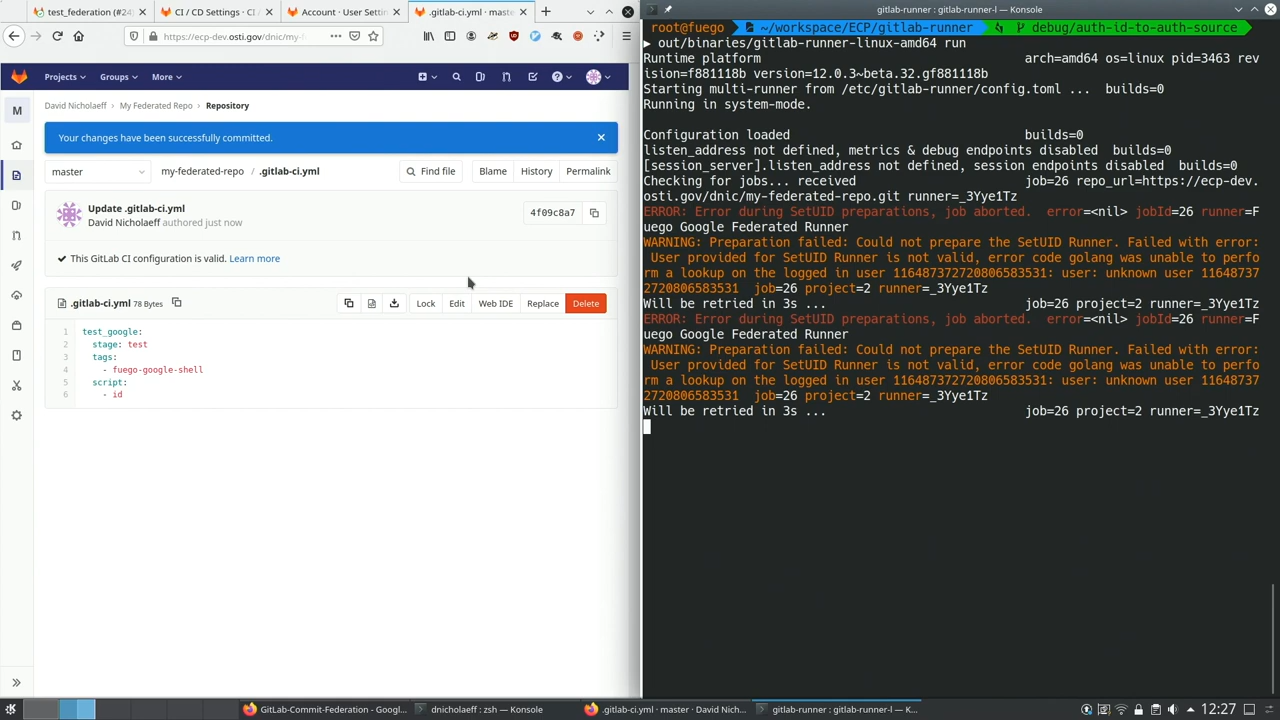 test_federation (#24
CI / CD Settings · CI /
Account · User Settin
.gitlab-ci.yml · maste
https://ecp-dev.osti.gov/dnic/my-f
Projects
Groups
More
M
David Nicholaeff > My Federated Repo > Repository
Your changes have been successfully committed.
master
my-federated-repo / .gitlab-ci.yml
Find file
Blame
History
Permalink
Update .gitlab-ci.yml
David Nicholaeff authored just now
4f09c8a7
This GitLab CI configuration is valid. Learn more
.gitlab-ci.yml 78 Bytes
Lock
Edit
Web IDE
Replace
Delete
1 test_google:
2 stage: test
3 tags:
4 - fuego-google-shell
5 script:
6 - id
gitlab-runner : gitlab-runner-l — Konsole
root@fuego ~/workspace/ECP/gitlab-runner debug/auth-id-to-auth-source
out/binaries/gitlab-runner-linux-amd64 run
Runtime platform arch=amd64 os=linux pid=3463 rev
ision=f881118b version=12.0.3~beta.32.gf881118b
Starting multi-runner from /etc/gitlab-runner/config.toml ... builds=0
Running in system-mode.
Configuration loaded builds=0
listen_address not defined, metrics & debug endpoints disabled builds=0
[session_server].listen_address not defined, session endpoints disabled builds=0
Checking for jobs... received job=26 repo_url=https://ecp-dev.
osti.gov/dnic/my-federated-repo.git runner=_3Yye1Tz
ERROR: Error during SetUID preparations, job aborted. error=<nil> jobId=26 runner=F
uego Google Federated Runner
WARNING: Preparation failed: Could not prepare the SetUID Runner. Failed with error:
User provided for SetUID Runner is not valid, error code golang was unable to perfo
rm a lookup on the logged in user 116487372720806583531: user: unknown user 11648737
2720806583531 job=26 project=2 runner=_3Yye1Tz
Will be retried in 3s ... job=26 project=2 runner=_3Yye1Tz
ERROR: Error during SetUID preparations, job aborted. error=<nil> jobId=26 runner=F
uego Google Federated Runner
WARNING: Preparation failed: Could not prepare the SetUID Runner. Failed with error:
User provided for SetUID Runner is not valid, error code golang was unable to perfo
rm a lookup on the logged in user 116487372720806583531: user: unknown user 11648737
2720806583531 job=26 project=2 runner=_3Yye1Tz
Will be retried in 3s ... job=26 project=2 runner=_3Yye1Tz
GitLab-Commit-Federation - Googl...
dnicholaeff : zsh — Konsole
.gitlab-ci.yml · master · David Nich...
gitlab-runner : gitlab-runner-l — K...
12:27